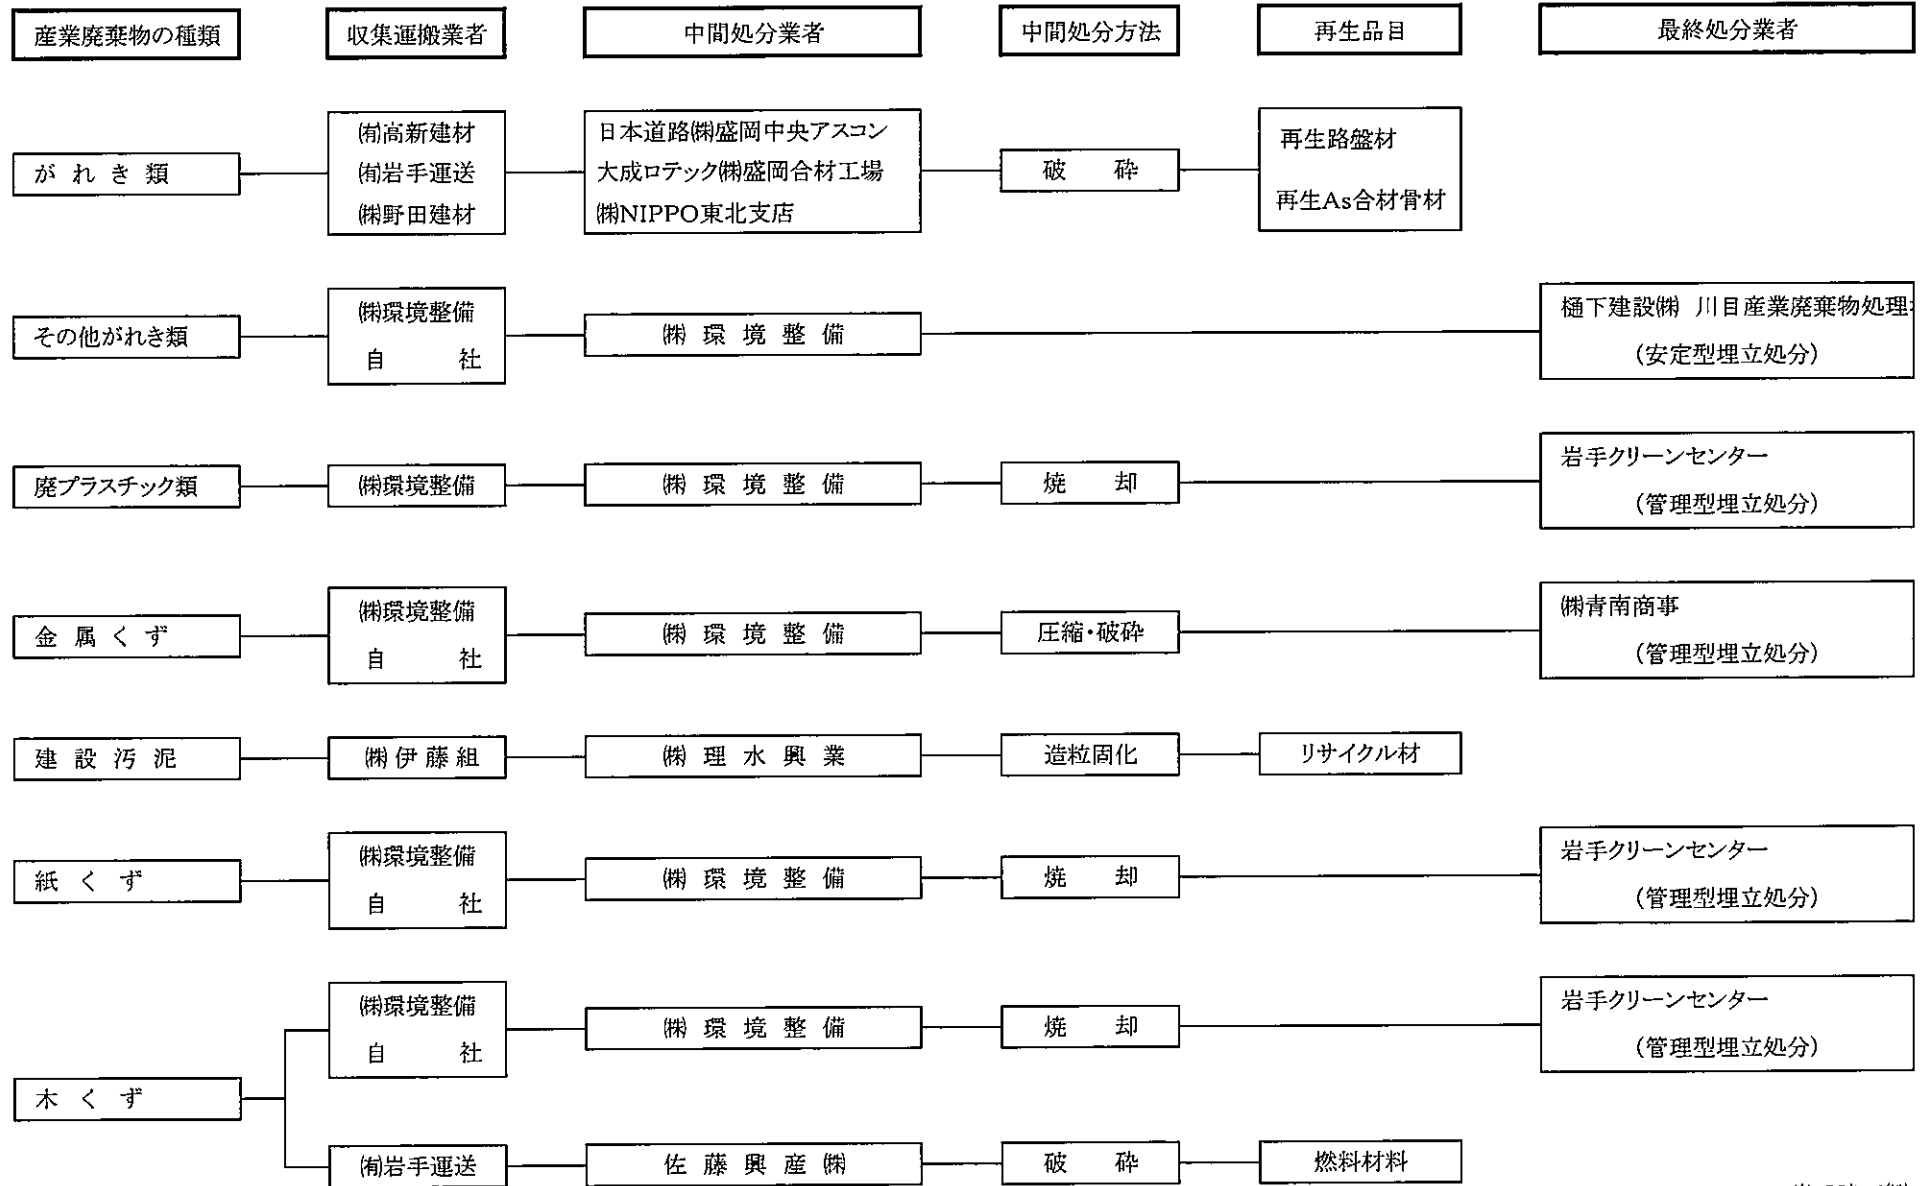 産業廃棄物の種類
収集運搬業者
中間処分業者
中間処分方法
再生品目
最終処分業者
がれき類
㈲高新建材
㈲岩手運送
㈱野田建材
日本道路㈱盛岡中央アスコン
大成ロテック㈱盛岡合材工場
㈱NIPPO東北支店
破 砕
再生路盤材
再生As合材骨材
その他がれき類
㈱環境整備
自 社
㈱ 環 境 整 備
樋下建設㈱ 川目産業廃棄物処理
(安定型埋立処分)
廃プラスチック類
㈱環境整備
㈱ 環 境 整 備
焼 却
岩手クリーンセンター
(管理型埋立処分)
金 属 く ず
㈱環境整備
自 社
㈱ 環 境 整 備
圧縮・破砕
㈱青南商事
(管理型埋立処分)
建 設 汚 泥
㈱伊藤組
㈱ 理 水 興 業
造粒固化
リサイクル材
紙 く ず
㈱環境整備
自 社
㈱ 環 境 整 備
焼 却
岩手クリーンセンター
(管理型埋立処分)
木 く ず
㈱環境整備
自 社
㈱ 環 境 整 備
焼 却
岩手クリーンセンター
(管理型埋立処分)
㈲岩手運送
佐 藤 興 産 ㈱
破 砕
燃料材料